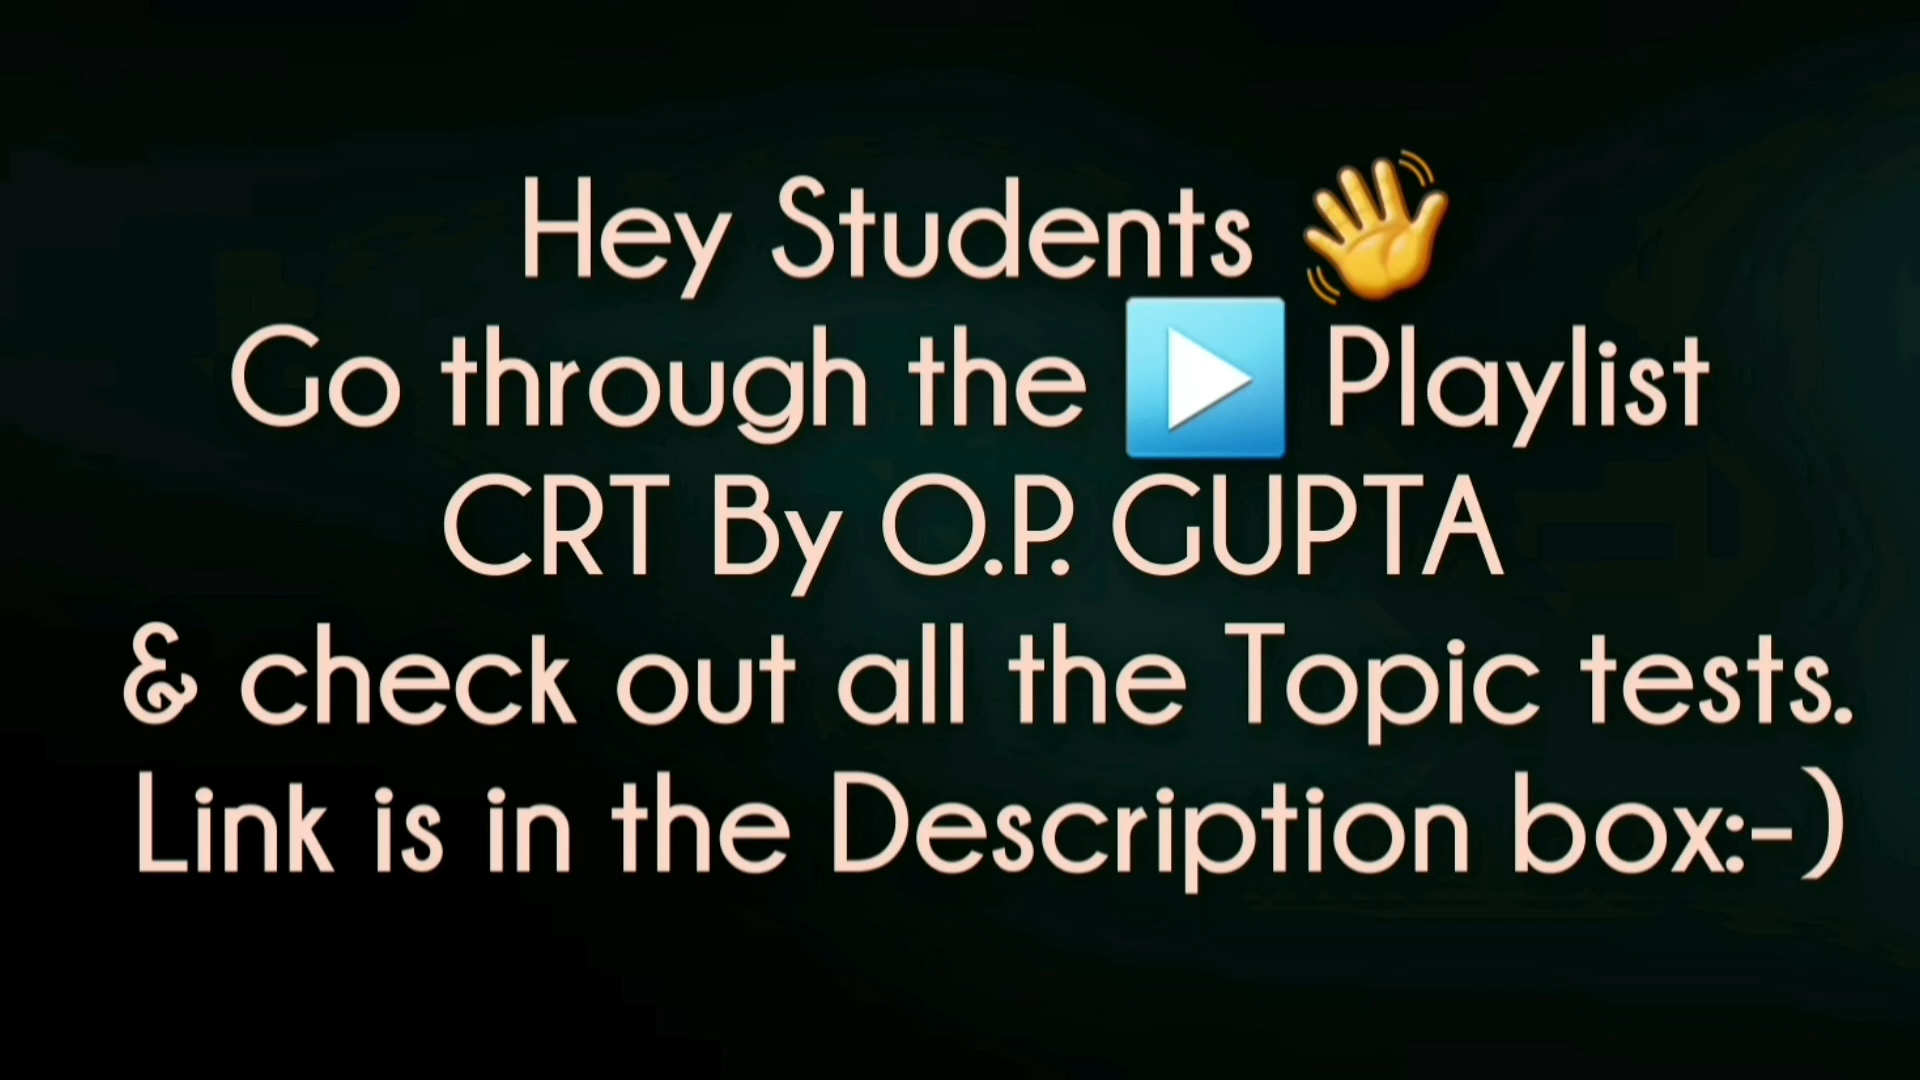 Hey Students 👋
Go through the ▶️ Playlist
CRT By O.P. GUPTA
& check out all the Topic tests.
Link is in the Description box:-)